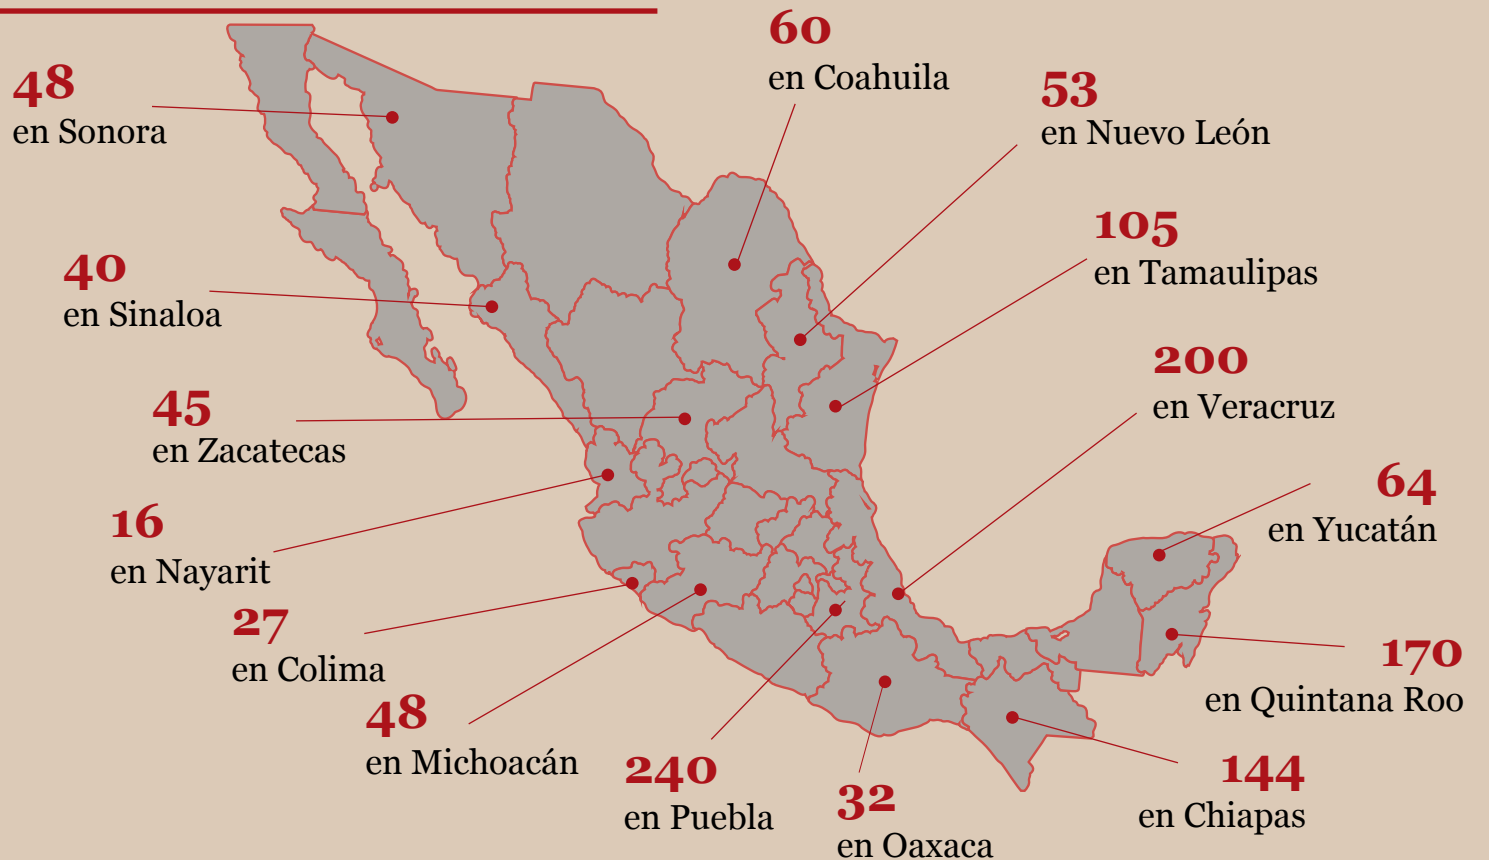 60
en Coahuila
48
en Sonora
53
en Nuevo León
105
en Tamaulipas
40
en Sinaloa
200
en Veracruz
45
en Zacatecas
64
en Yucatán
16
en Nayarit
27
en Colima
170
en Quintana Roo
48
en Michoacán
240
en Puebla
32
en Oaxaca
144
en Chiapas